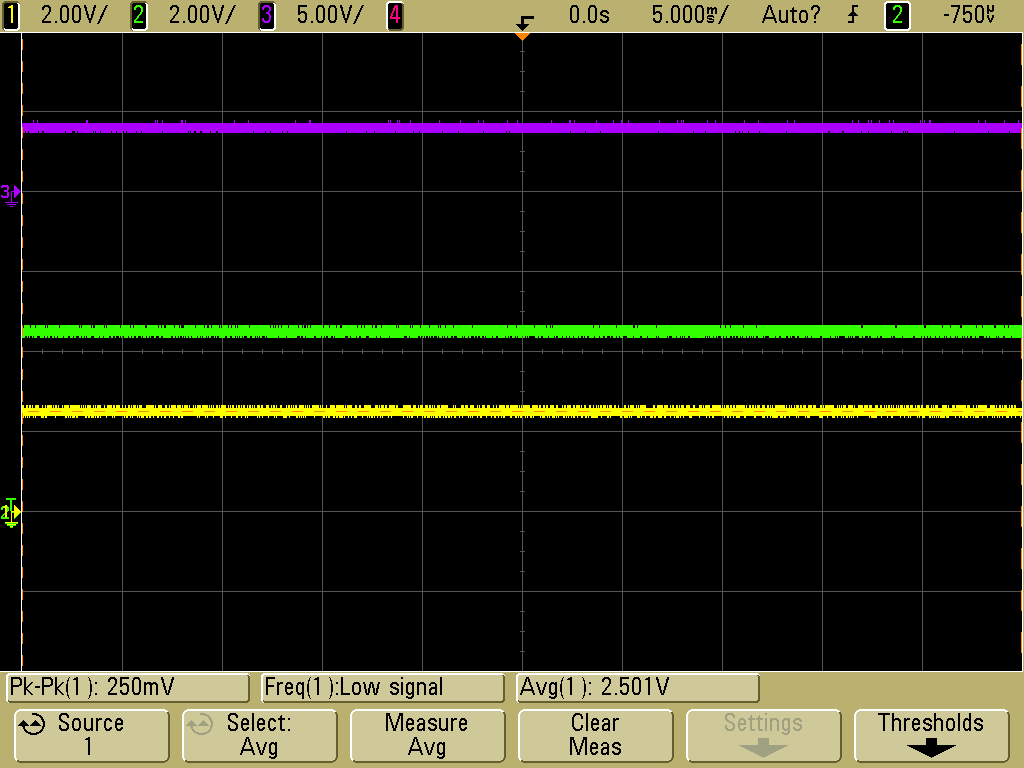 1 2.00V/ 2 2.00V/ 3 5.00V/ 4 0.0s 5.000ms/ Auto? 2 -750V
3
2
Pk-Pk(1): 250mV Freq(1):Low signal Avg(1): 2.501V
Source Select: Measure Clear Settings Thresholds
1 Avg Avg Meas